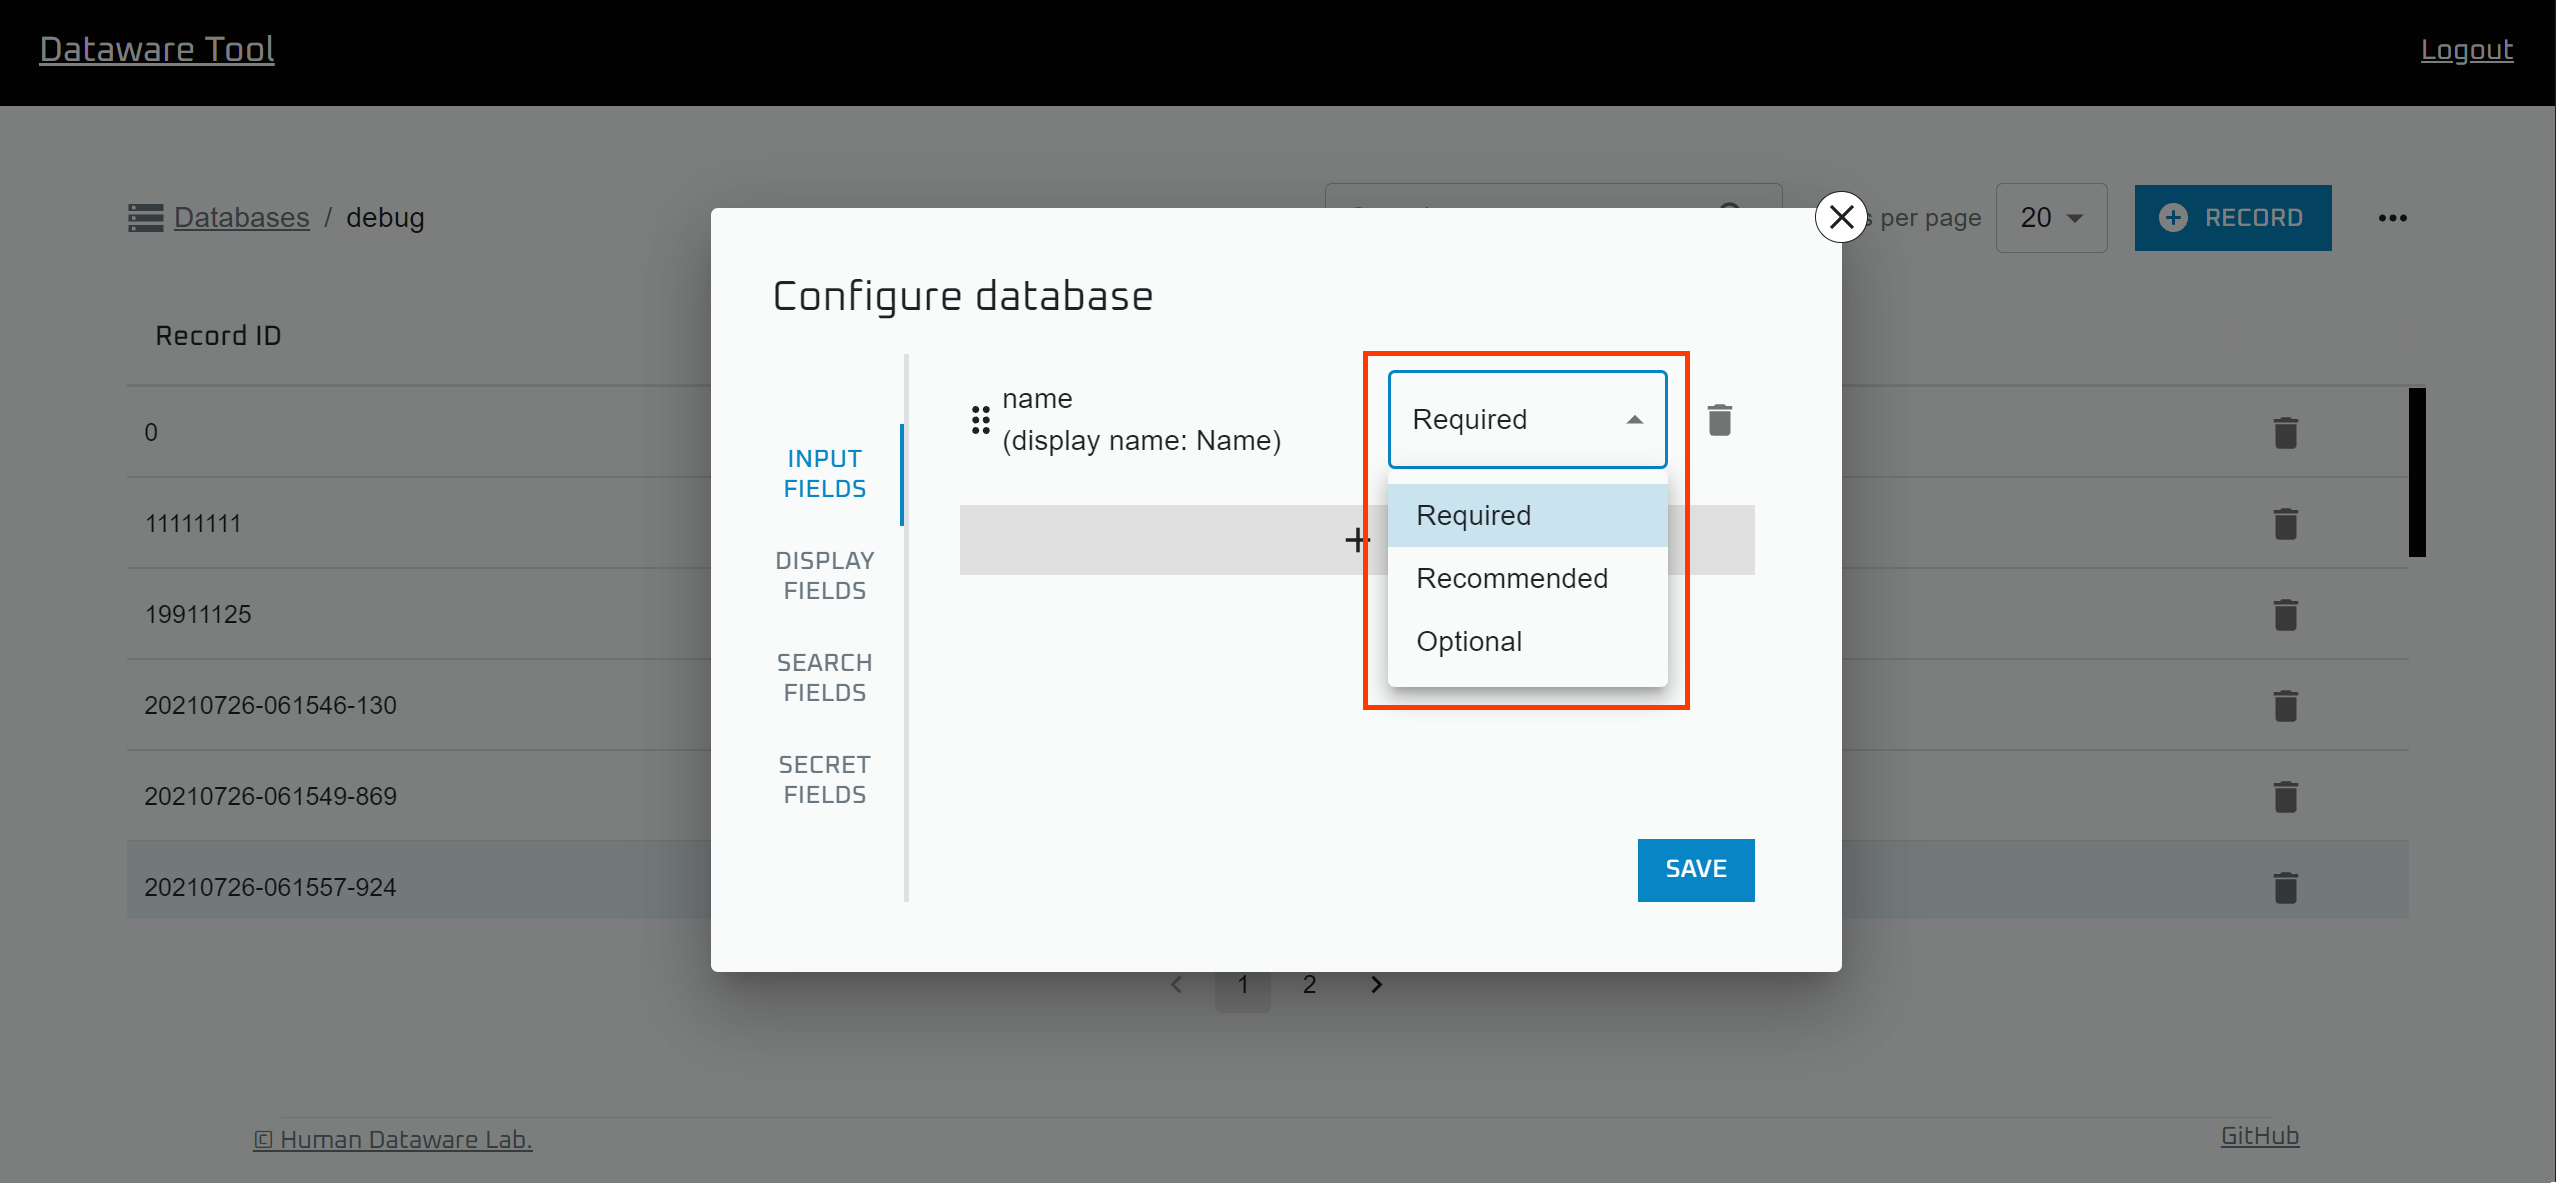 Dataware Tool
Logout
Databases / debug
per page
20
RECORD
Configure database
Record ID
name
(display name: Name)
Required
INPUT
FIELDS
Required
Recommended
Optional
DISPLAY
FIELDS
SEARCH
FIELDS
SECRET
FIELDS
0
11111111
19911125
20210726-061546-130
20210726-061549-869
20210726-061557-924
SAVE
1
2
© Human Dataware Lab.
GitHub